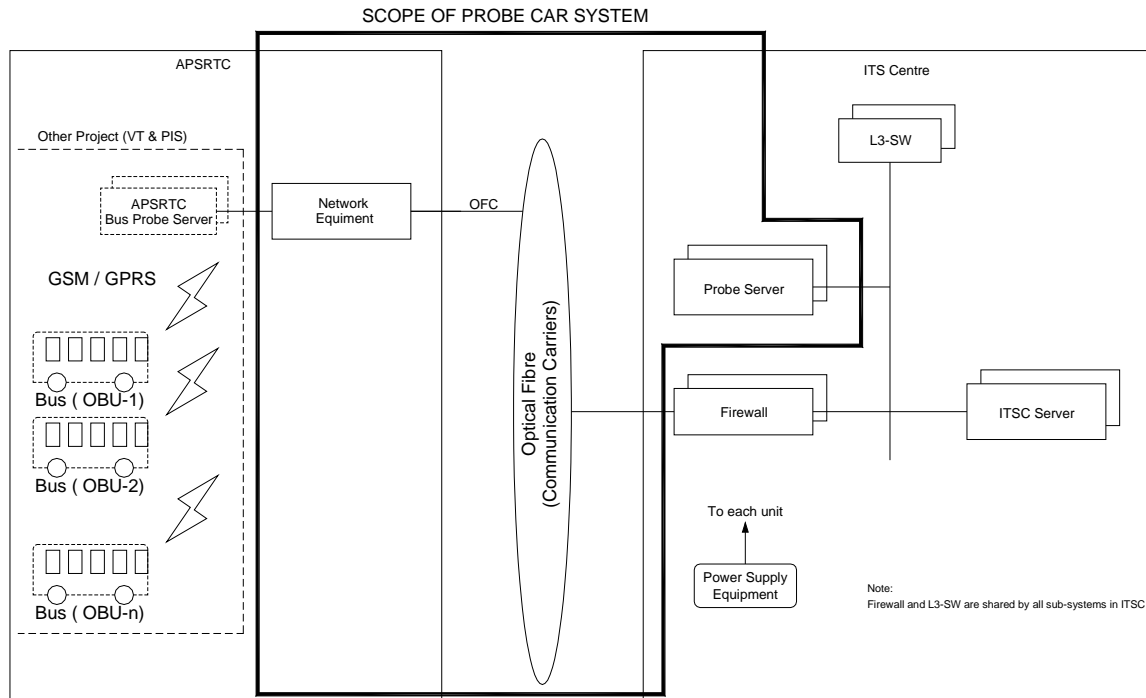 SCOPE OF PROBE CAR SYSTEM
APSRTC
ITS Centre
Other Project (VT & PIS)
L3-SW
APSRTC
Bus Probe Server
Network
Equiment
OFC
GSM / GPRS
Probe Server
Bus ( OBU-1)
Optical Fibre
(Communication Carriers)
Firewall
ITSC Server
Bus ( OBU-2)
To each unit
Power Supply
Equipment
Note:
Firewall and L3-SW are shared by all sub-systems in ITSC
Bus ( OBU-n)